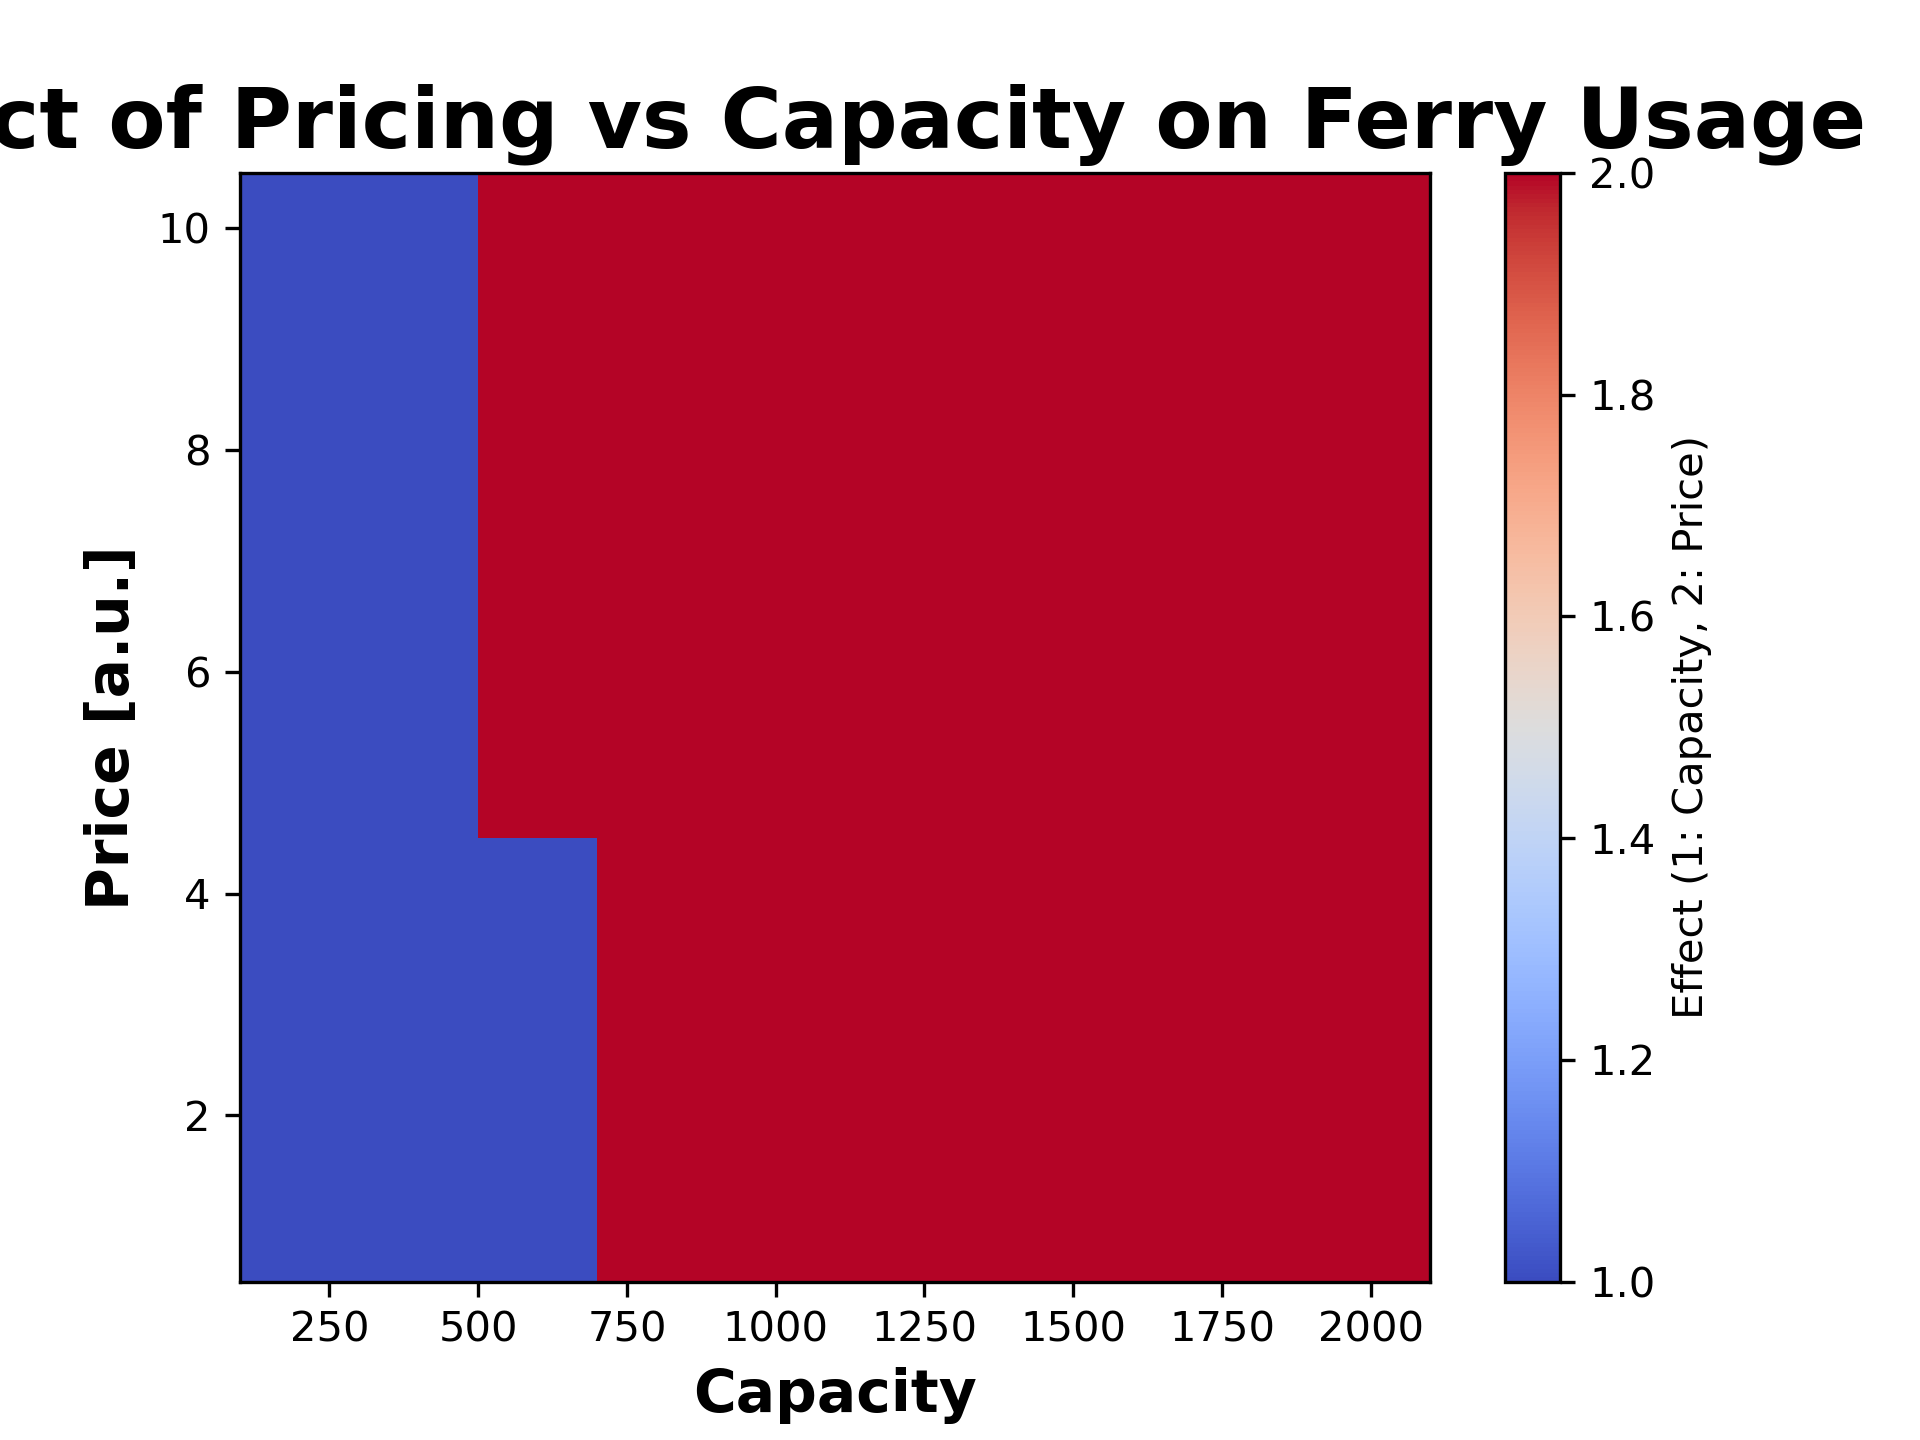 ct of Pricing vs Capacity on Ferry Usage
10
8
6
4
2
Price [a.u.]
250 500 750 1000 1250 1500 1750 2000
Capacity
2.0
1.8
1.6
1.4
1.2
1.0
Effect (1: Capacity, 2: Price)